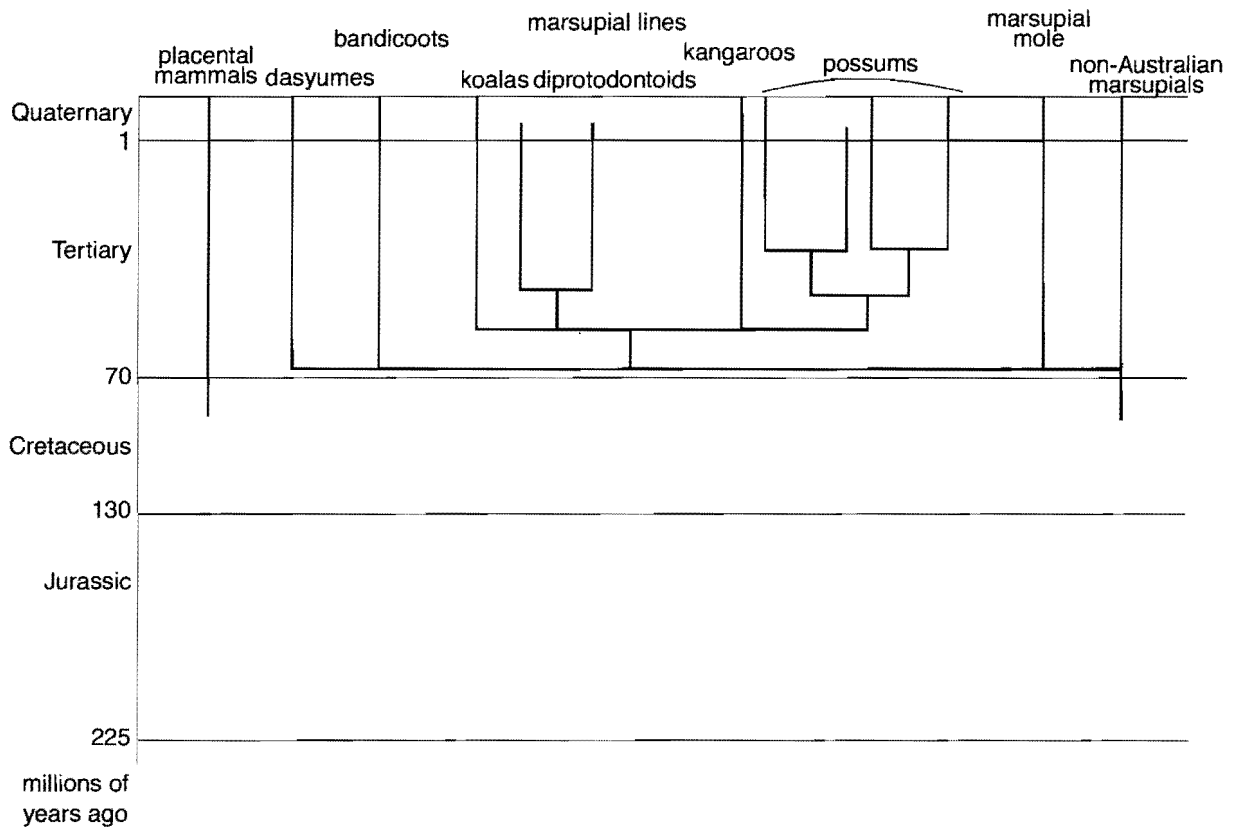 marsupial lines
placental
mammals
dasyumes
bandicoots
koalas
diprotodontoids
kangaroos
possums
marsupial
mole
non-Australian
marsupials
Quaternary
1
Tertiary
70
Cretaceous
130
Jurassic
225
millions of
years ago